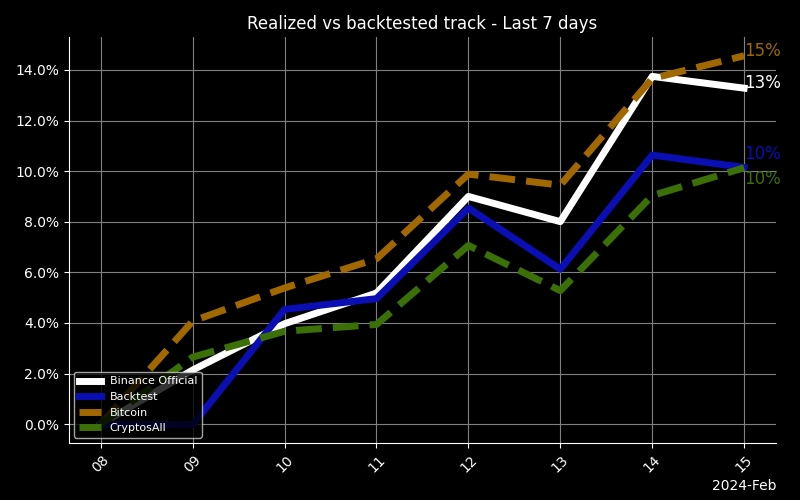 Realized vs backtested track - Last 7 days
15%
14.0%
13%
12.0%
10%
10.0%
10%
8.0%
6.0%
4.0%
2.0%
Binance Official
Backtest
Bitcoin
CryptosAll
0.0%
08 09 10 11 12 13 14 15
2024-Feb